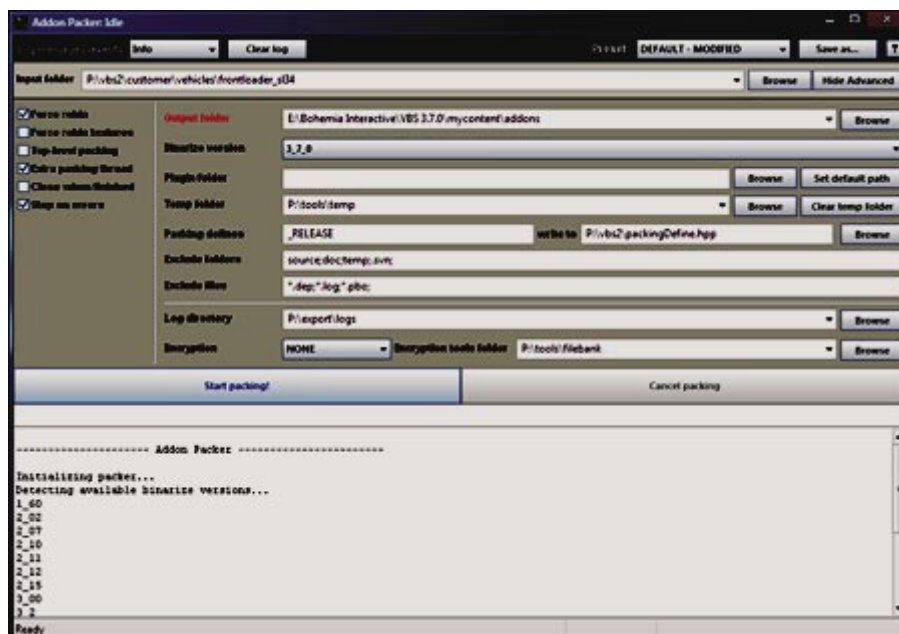 Addon Packer: Idle
Info Clear log Preset DEFAULT - MODIFIED Save as...
Input folder P:\vbs2\customer\vehicles\frontloader_sl34 Browse Hide Advanced
Force rebin
Force rebin textures
Top-level packing
Extra packing thread
Close when finished
Stop on errors
Output folder E:\Bohemia Interactive\VBS 3.7.0\mycontent\addons Browse
Binarize version 3_7_0
Plugin folder Browse Set default path
Temp folder P:\tools\temp Browse Clear temp folder
Packing defines _RELEASE write to P:\vbs2\packingDefine.hpp Browse
Exclude folders source;doc;temp;.svn;
Exclude files *.dep;*.log;*.pbo;
Log directory P:\export\logs Browse
Encryption NONE Encryption tools folder P:\tools\filebank Browse
Start packing! Cancel packing
---------------------- Addon Packer ------------------------
Initializing packer...
Detecting available binarize versions...
1_60
2_02
2_07
2_10
2_11
2_12
2_15
3_00
3_2
Ready